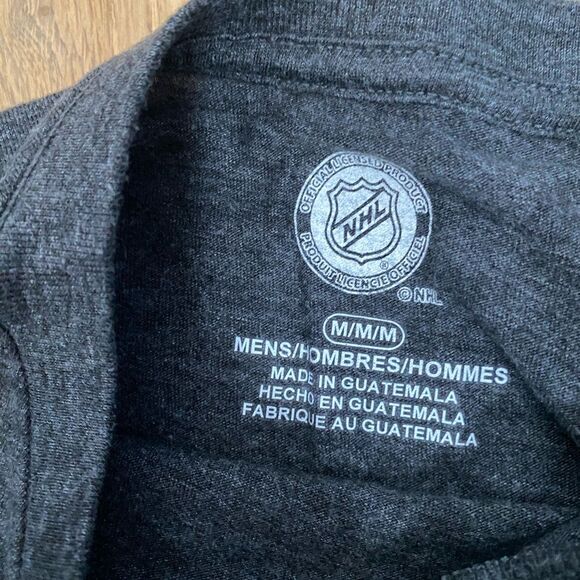 OFFICIAL LICENSED PRODUCT
NHL
®
PRODUIT LICENCIE OFFICIEL
© NHL
M/M/M
MENS/HOMBRES/HOMMES
MADE IN GUATEMALA
HECHO EN GUATEMALA
FABRIQUE AU GUATEMALA